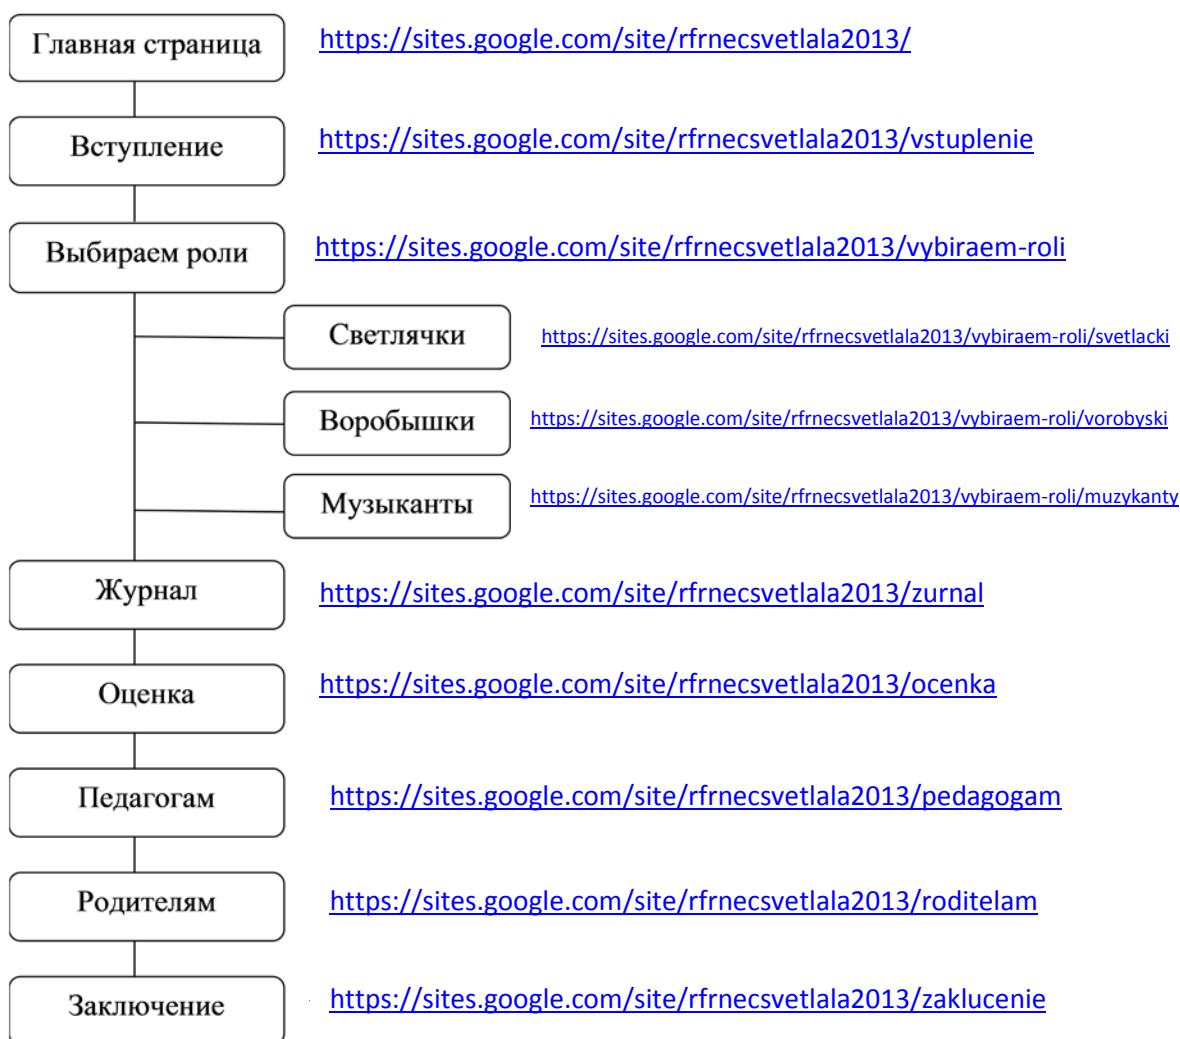 Главная страница https://sites.google.com/site/rfrnecsvetlala2013/
Вступление https://sites.google.com/site/rfrnecsvetlala2013/vstuplenie
Выбираем роли https://sites.google.com/site/rfrnecsvetlala2013/vybiraem-roli
Светлячки https://sites.google.com/site/rfrnecsvetlala2013/vybiraem-roli/svetlacki
Воробышки https://sites.google.com/site/rfrnecsvetlala2013/vybiraem-roli/vorobyski
Музыканты https://sites.google.com/site/rfrnecsvetlala2013/vybiraem-roli/muzykanty
Журнал https://sites.google.com/site/rfrnecsvetlala2013/zurnal
Оценка https://sites.google.com/site/rfrnecsvetlala2013/ocenka
Педагогам https://sites.google.com/site/rfrnecsvetlala2013/pedagogam
Родителям https://sites.google.com/site/rfrnecsvetlala2013/roditelam
Заключение https://sites.google.com/site/rfrnecsvetlala2013/zaklucenie